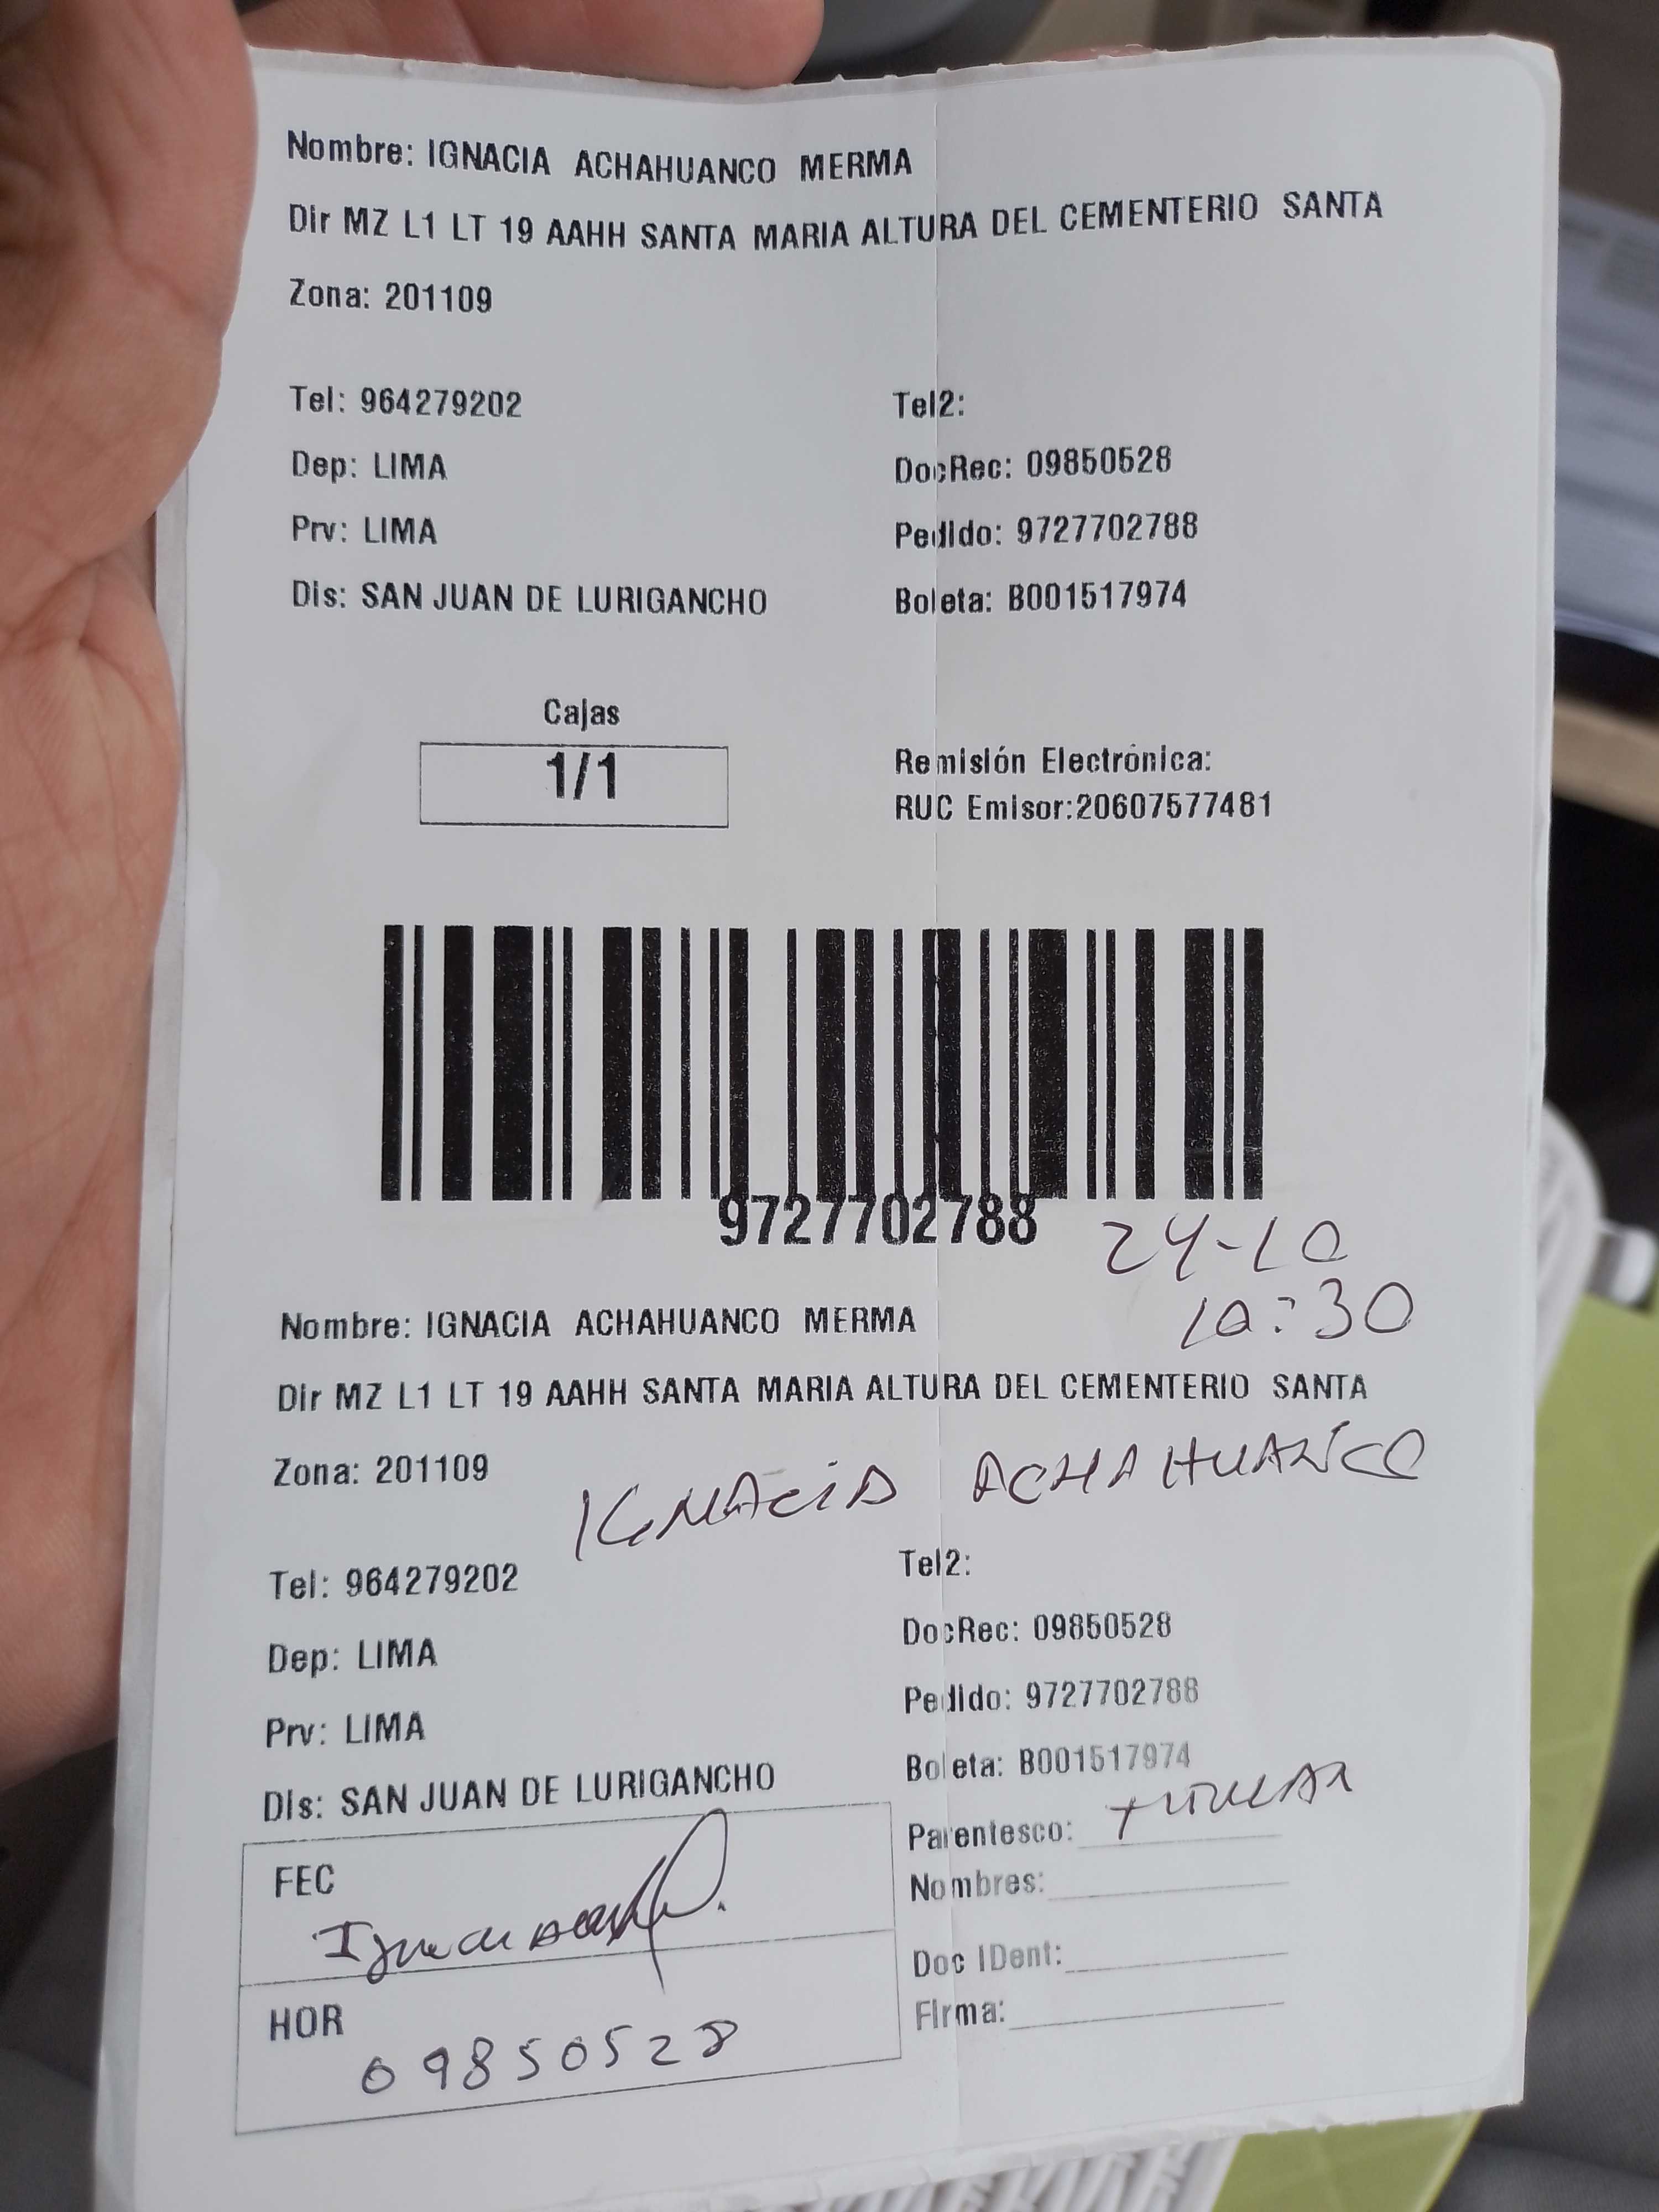 Nombre: IGNACIA ACHAHUANCO MERMA
Dir MZ L1 LT 19 AAHH SANTA MARIA ALTURA DEL CEMENTERIO SANTA
Zona: 201109
Tel: 964279202 Tel2:
Dep: LIMA DocRec: 09850528
Prv: LIMA Pedido: 9727702788
Dis: SAN JUAN DE LURIGANCHO Boleta: B001517974
Cajas
1/1
Remisión Electrónica:
RUC Emisor:20607577481
9727702788
24-10
10:30
Nombre: IGNACIA ACHAHUANCO MERMA
Dir MZ L1 LT 19 AAHH SANTA MARIA ALTURA DEL CEMENTERIO SANTA
Zona: 201109
IGNACIA ACHAHUANCO
Tel: 964279202 Tel2:
Dep: LIMA DocRec: 09850528
Prv: LIMA Pedido: 9727702788
Dis: SAN JUAN DE LURIGANCHO Boleta: B001517974
Parentesco: TITULAR
Nombres:
Doc IDent:
Firma:
FEC
HOR
09850528